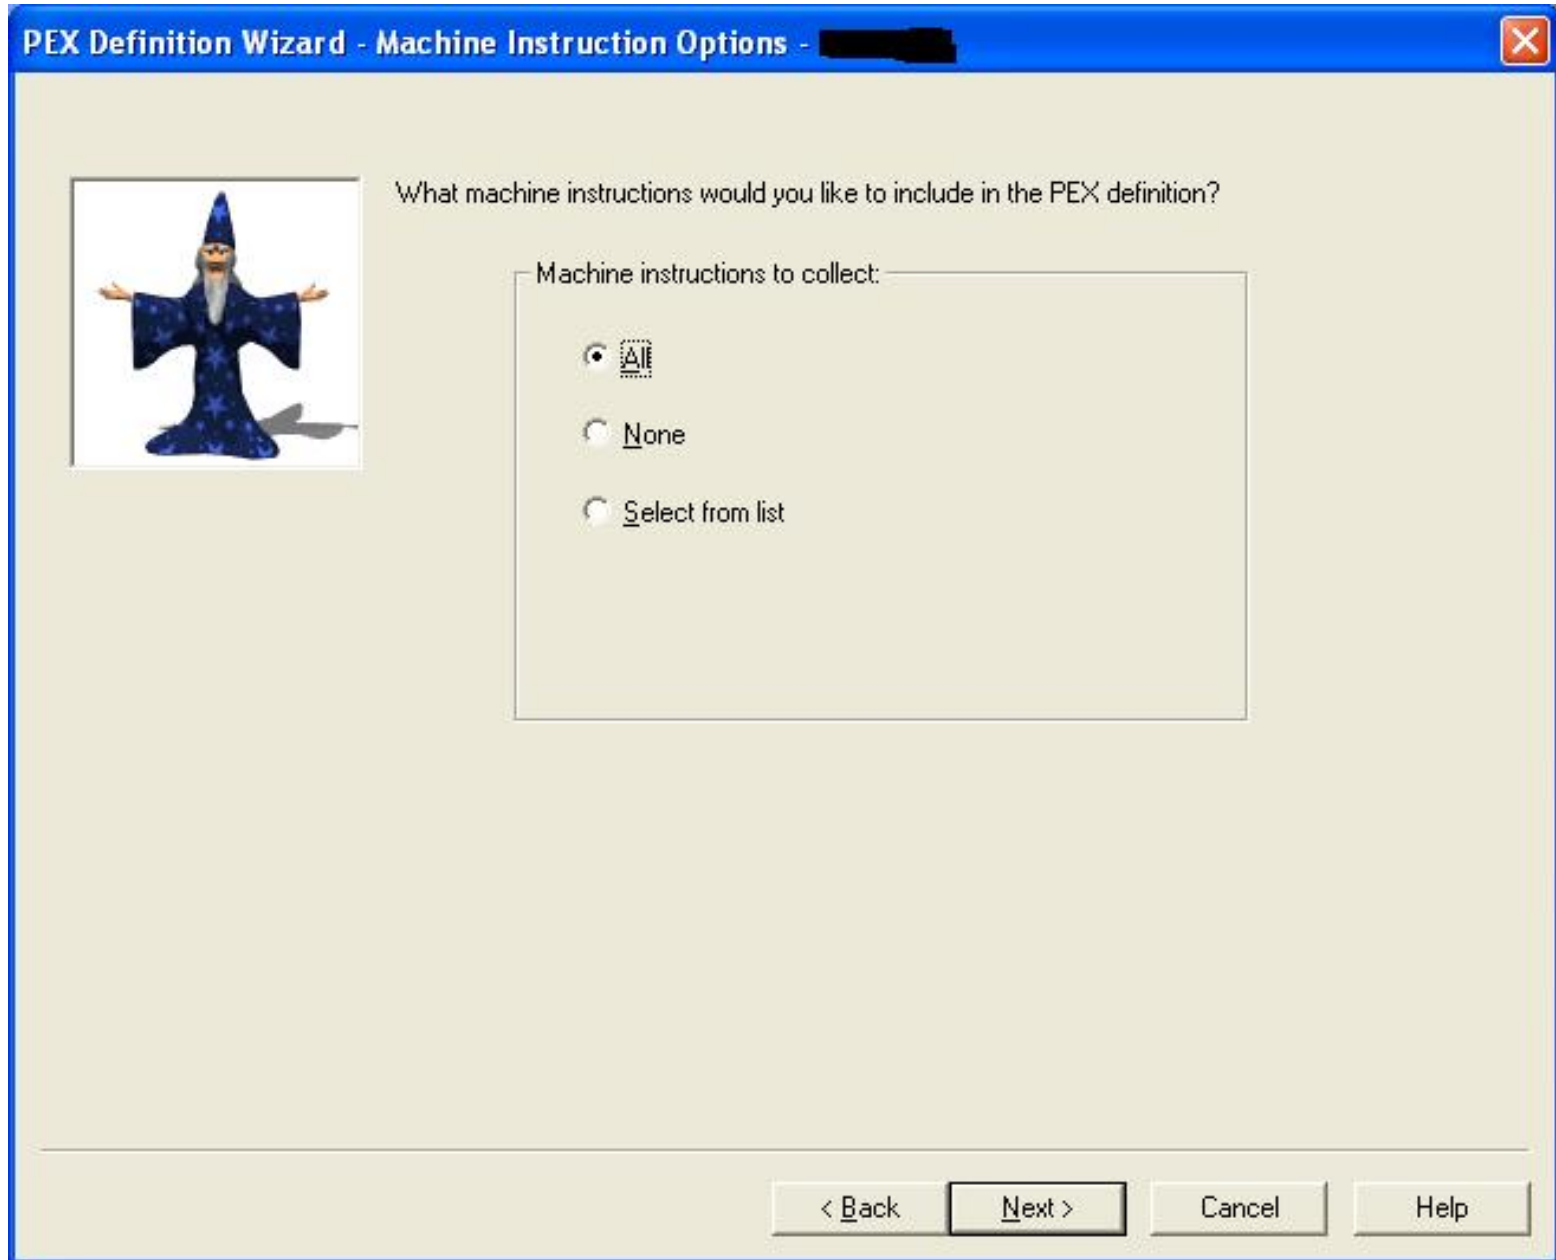 PEX Definition Wizard - Machine Instruction Options -
What machine instructions would you like to include in the PEX definition?
Machine instructions to collect:
All
None
Select from list
< Back
Next >
Cancel
Help